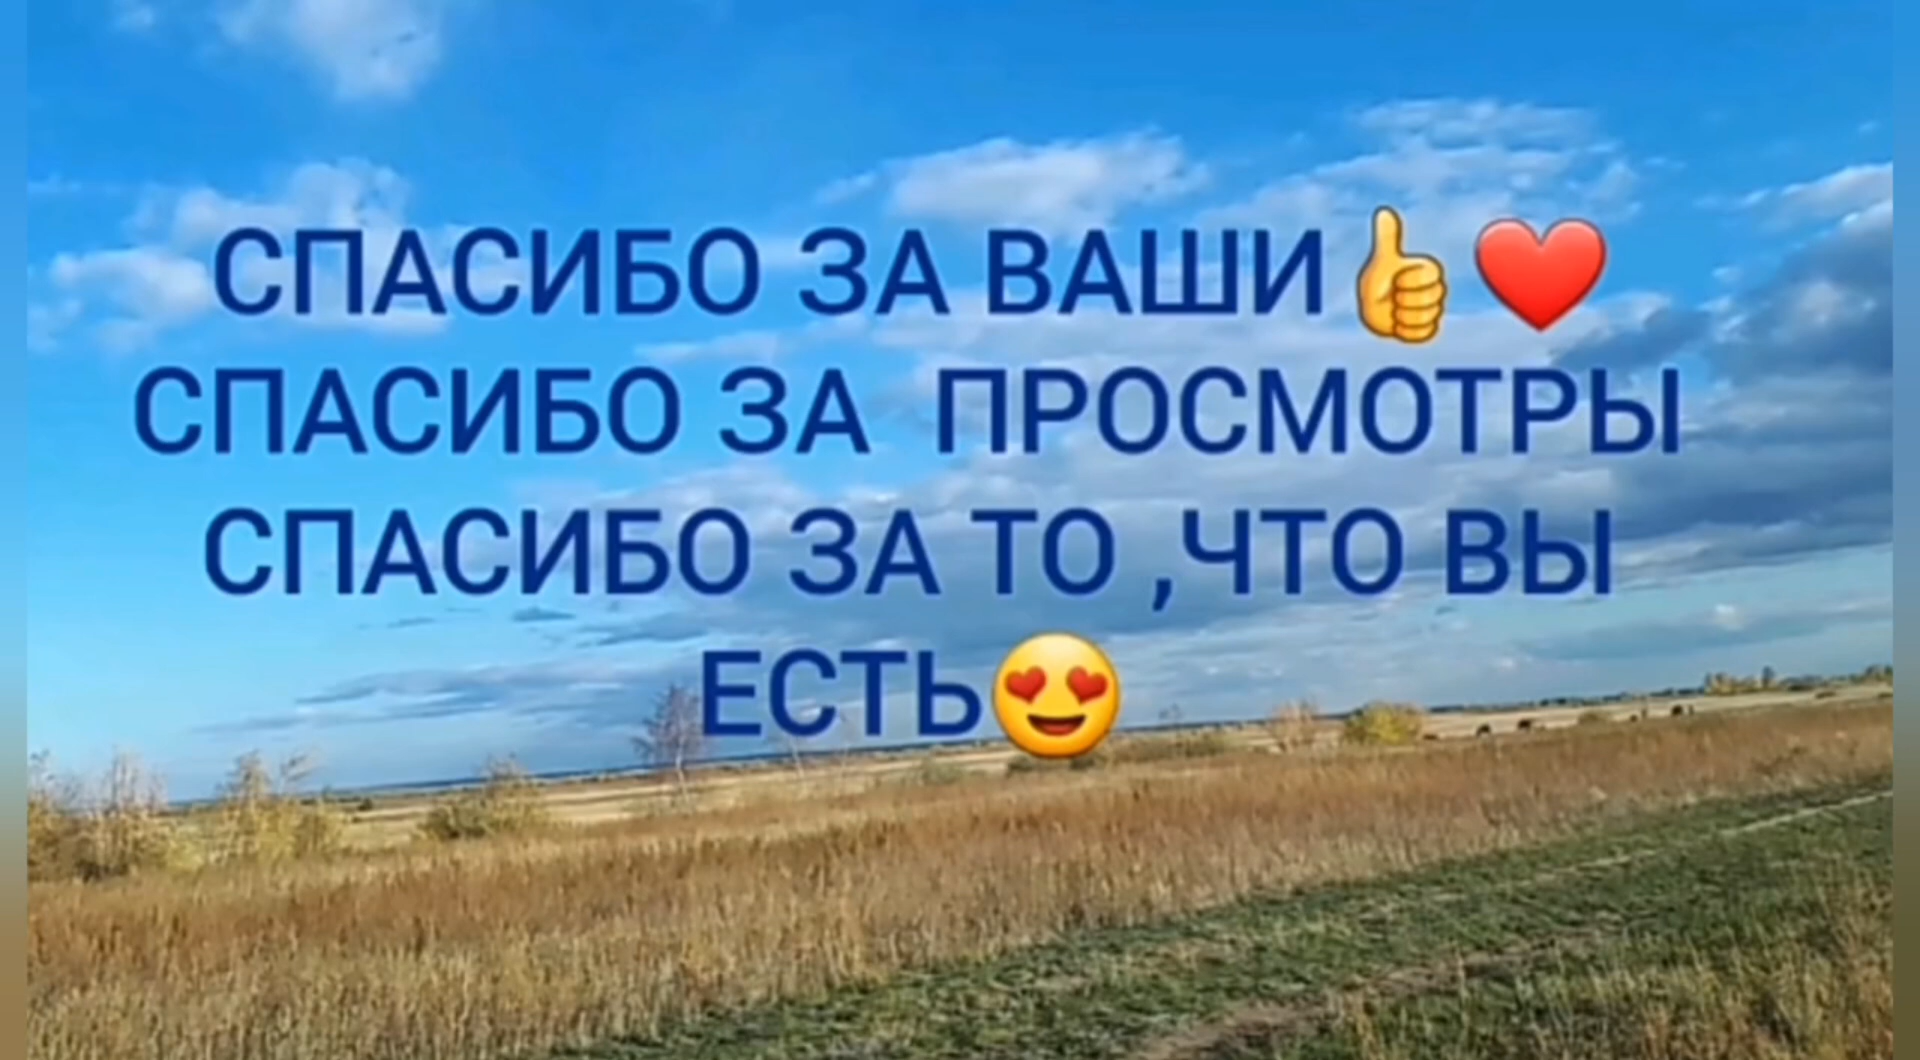 СПАСИБО ЗА ВАШИ👍❤️
СПАСИБО ЗА  ПРОСМОТРЫ
СПАСИБО ЗА ТО ,ЧТО ВЫ
ЕСТЬ😍